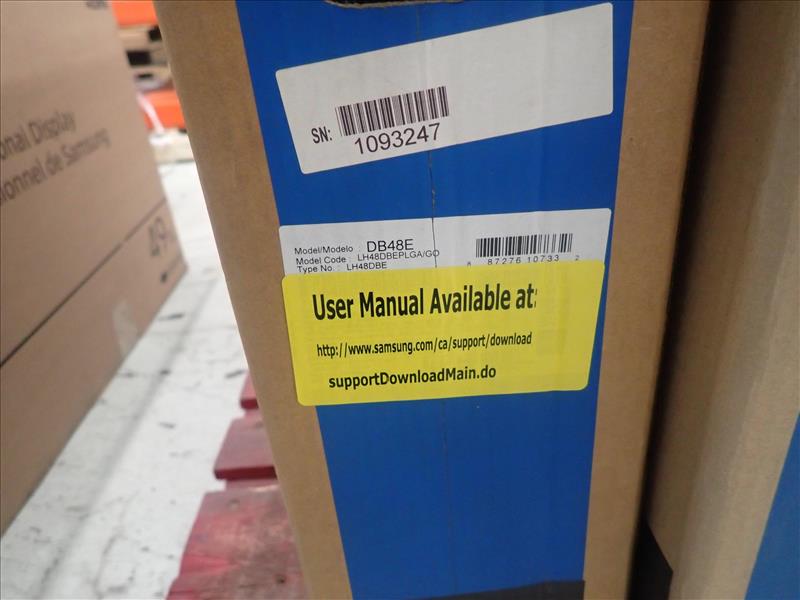 onal Display
ionnel de Samsung
49
SN:
1093247
Model/Modelo : DB48E
Model Code : LH48DBEPLGA/GO
Type No. : LH48DBE
8 87276 10733 2
User Manual Available at:
http://www.samsung.com/ca/support/download
supportDownloadMain.do